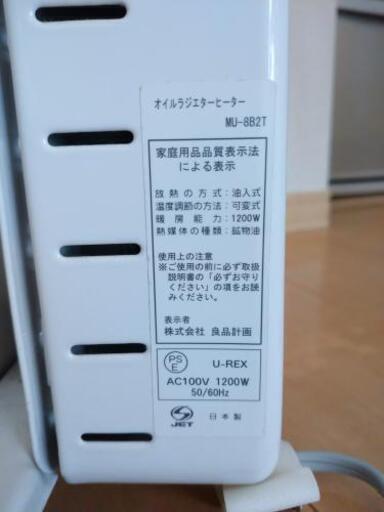 オイルラジエターヒーター
MU-8B2T
家庭用品品質表示法
による表示
放熱の方式：油入式
温度調節の方法：可変式
暖房能力：1200W
熱媒体の種類：鉱物油
使用上の注意
※ご使用の前に必ず取扱
説明書の「必ずお守り
ください」の項をお読
みください。
表示者
株式会社 良品計画
PS
E
U-REX
AC100V 1200W
50/60Hz
JET
日本製